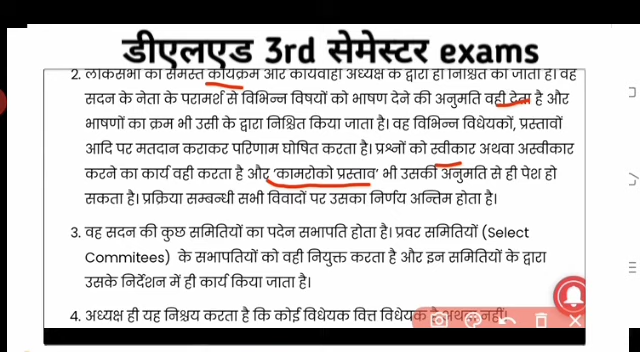 डीएलएड 3rd सेमेस्टर exams
2. लोकसभा का समस्त कार्यक्रम और कार्यवाही अध्यक्ष के द्वारा ही निश्चित की जाती है। वह
सदन के नेता के परामर्श से विभिन्न विषयों को भाषण देने की अनुमति वही देता है और
भाषणों का क्रम भी उसी के द्वारा निश्चित किया जाता है। वह विभिन्न विधेयकों, प्रस्तावों
आदि पर मतदान कराकर परिणाम घोषित करता है। प्रश्नों को स्वीकार अथवा अस्वीकार
करने का कार्य वही करता है और ‘कामरोको प्रस्ताव’ भी उसकी अनुमति से ही पेश हो
सकता है। प्रक्रिया सम्बन्धी सभी विवादों पर उसका निर्णय अन्तिम होता है।
3. वह सदन की कुछ समितियों का पदेन सभापति होता है। प्रवर समितियों (Select
Commitees) के सभापतियों को वही नियुक्त करता है और इन समितियों के द्वारा
उसके निर्देशन में ही कार्य किया जाता है।
4. अध्यक्ष ही यह निश्चय करता है कि कोई विधेयक वित्त विधेयक है अथवा नहीं।